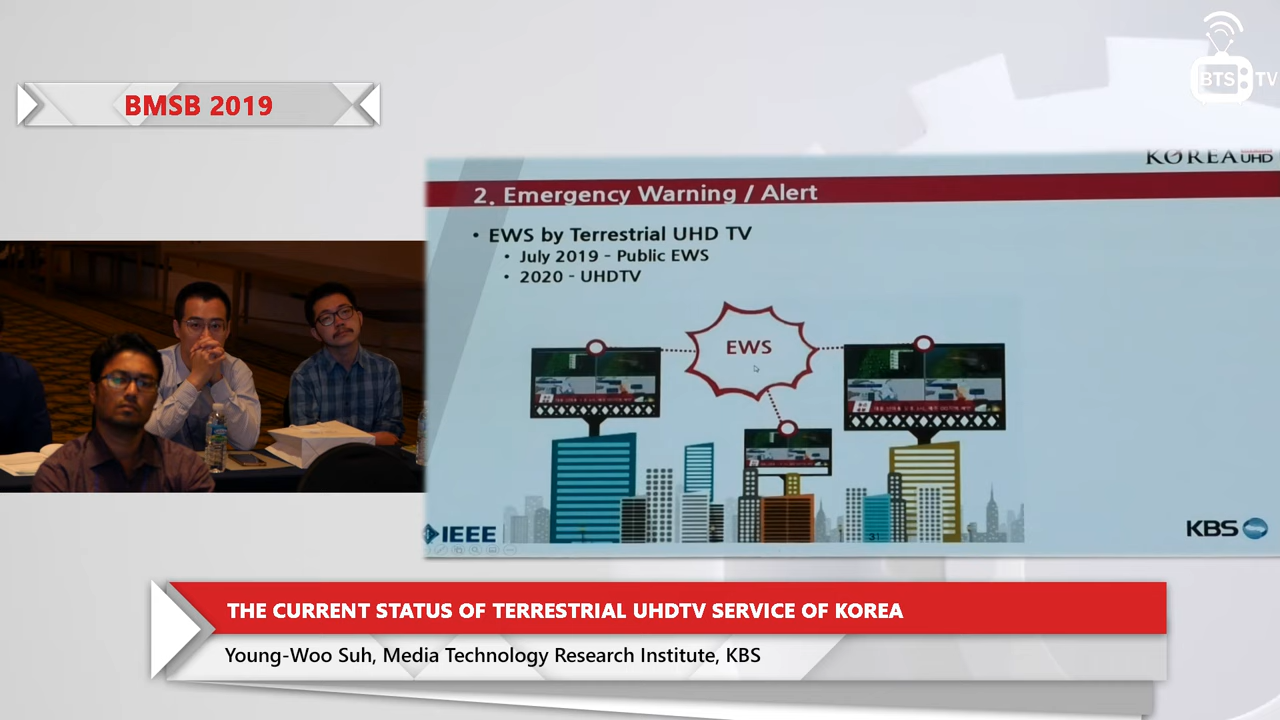 BTS TV
BMSB 2019
KOREA UHD
2. Emergency Warning / Alert
• EWS by Terrestrial UHD TV
• July 2019 - Public EWS
• 2020 - UHDTV
EWS
31
IEEE
KBS
THE CURRENT STATUS OF TERRESTRIAL UHDTV SERVICE OF KOREA
Young-Woo Suh, Media Technology Research Institute, KBS